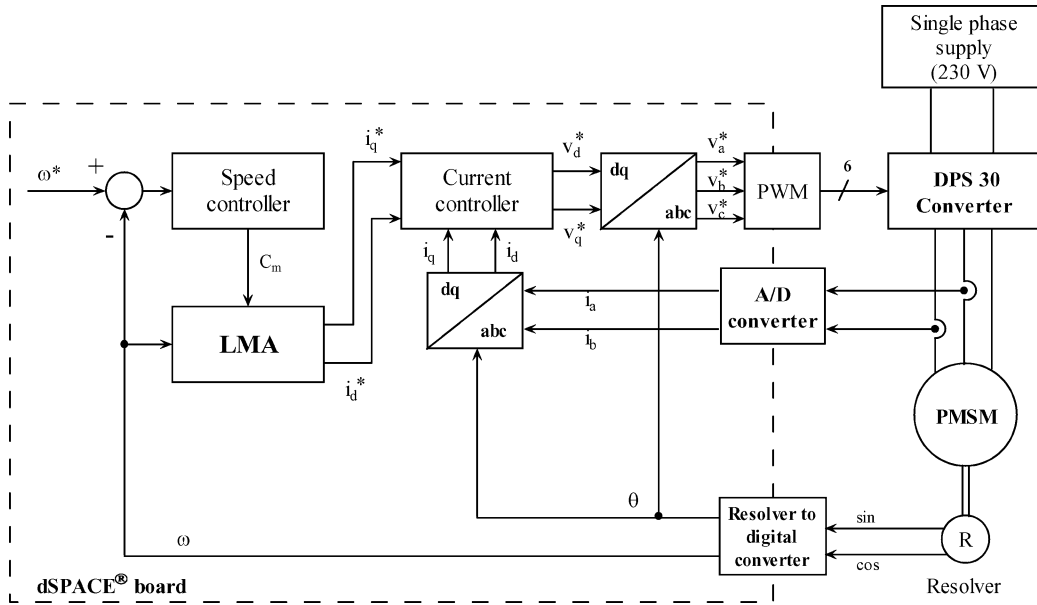 Single phase
supply
(230 V)
ω*
+
-
Speed
controller
C_m
LMA
i_q*
i_d*
Current
controller
v_d*
v_q*
dq
abc
v_a*
v_b*
v_c*
PWM
6
DPS 30
Converter
i_q
i_d
dq
abc
i_a
i_b
A/D
converter
PMSM
θ
ω
Resolver to
digital
converter
sin
cos
R
Resolver
dSPACE® board